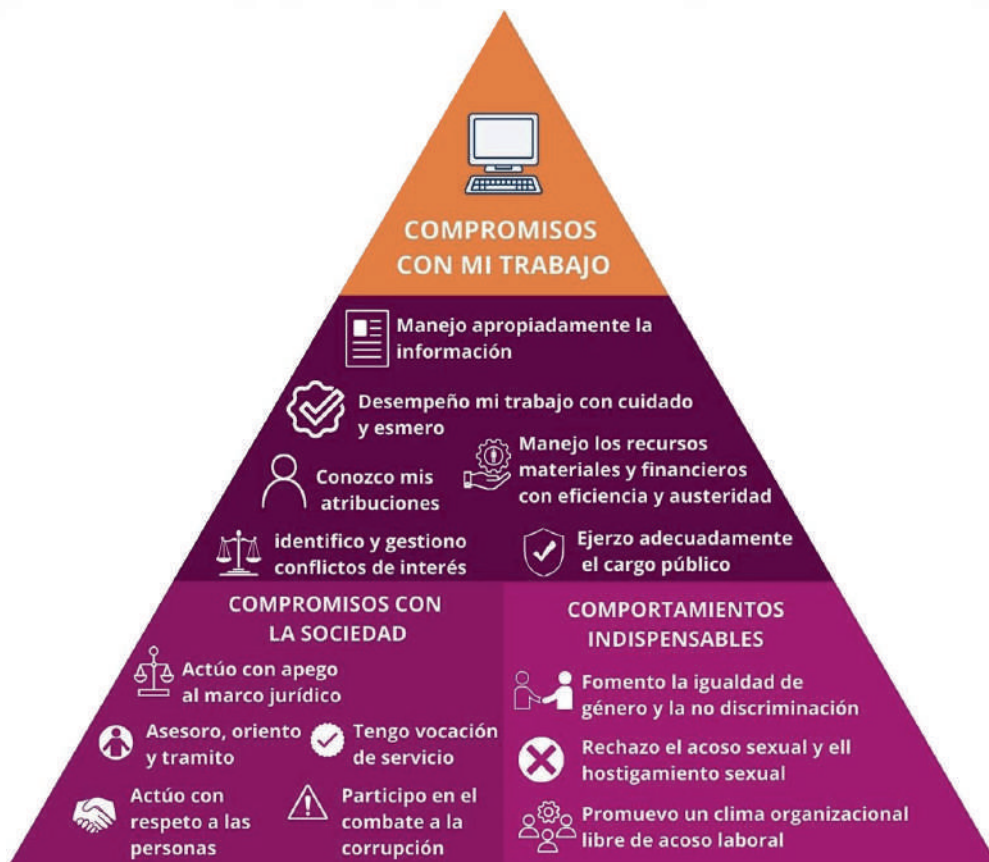 COMPROMISOS
CON MI TRABAJO
Manejo apropiadamente la
información
Desempeño mi trabajo con cuidado
y esmero
Manejo los recursos
materiales y financieros
con eficiencia y austeridad
Conozco mis
atribuciones
identifico y gestiono
conflictos de interés
Ejerzo adecuadamente
el cargo público
COMPROMISOS CON
LA SOCIEDAD
Actúo con apego
al marco jurídico
Asesoro, oriento
y tramito
Tengo vocación
de servicio
Actúo con
respeto a las
personas
Participo en el
combate a la
corrupción
COMPORTAMIENTOS
INDISPENSABLES
Fomento la igualdad de
género y la no discriminación
Rechazo el acoso sexual y ell
hostigamiento sexual
Promuevo un clima organizacional
libre de acoso laboral